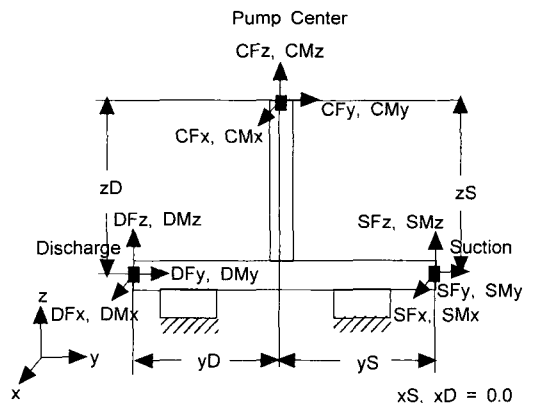 Pump Center
CFz, CMz
CFy, CMy
CFx, CMx
zD
zS
DFz, DMz
SFz, SMz
Discharge
Suction
DFy, DMy
SFy, SMy
DFx, DMx
SFx, SMx
z
y
x
yD
yS
xS, xD = 0.0